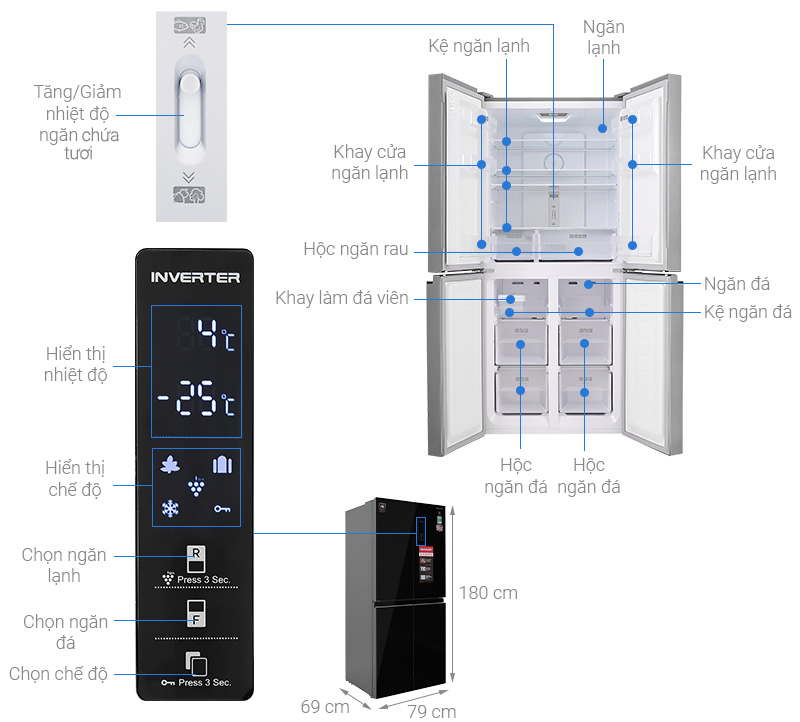 Tăng/Giảm
nhiệt độ
ngăn chứa
tươi
Kệ ngăn lạnh
Ngăn
lạnh
Khay cửa
ngăn lạnh
Khay cửa
ngăn lạnh
Hộc ngăn rau
Khay làm đá viên
Ngăn đá
Kệ ngăn đá
Hộc
ngăn đá
Hộc
ngăn đá
INVERTER
4°C
-25°C
Hiển thị
nhiệt độ
Hiển thị
chế độ
Chọn ngăn
lạnh
R
Press 3 Sec.
Chọn ngăn
đá
F
Chọn chế độ
Press 3 Sec.
180 cm
69 cm
79 cm